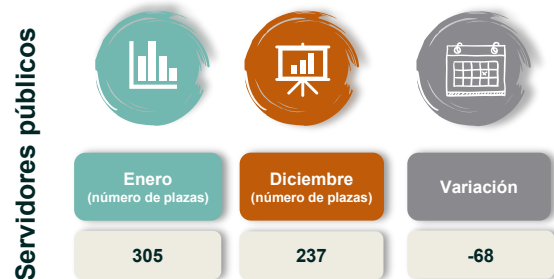 Servidores públicos
Enero
(número de plazas)
Diciembre
(número de plazas)
Variación
305
237
-68